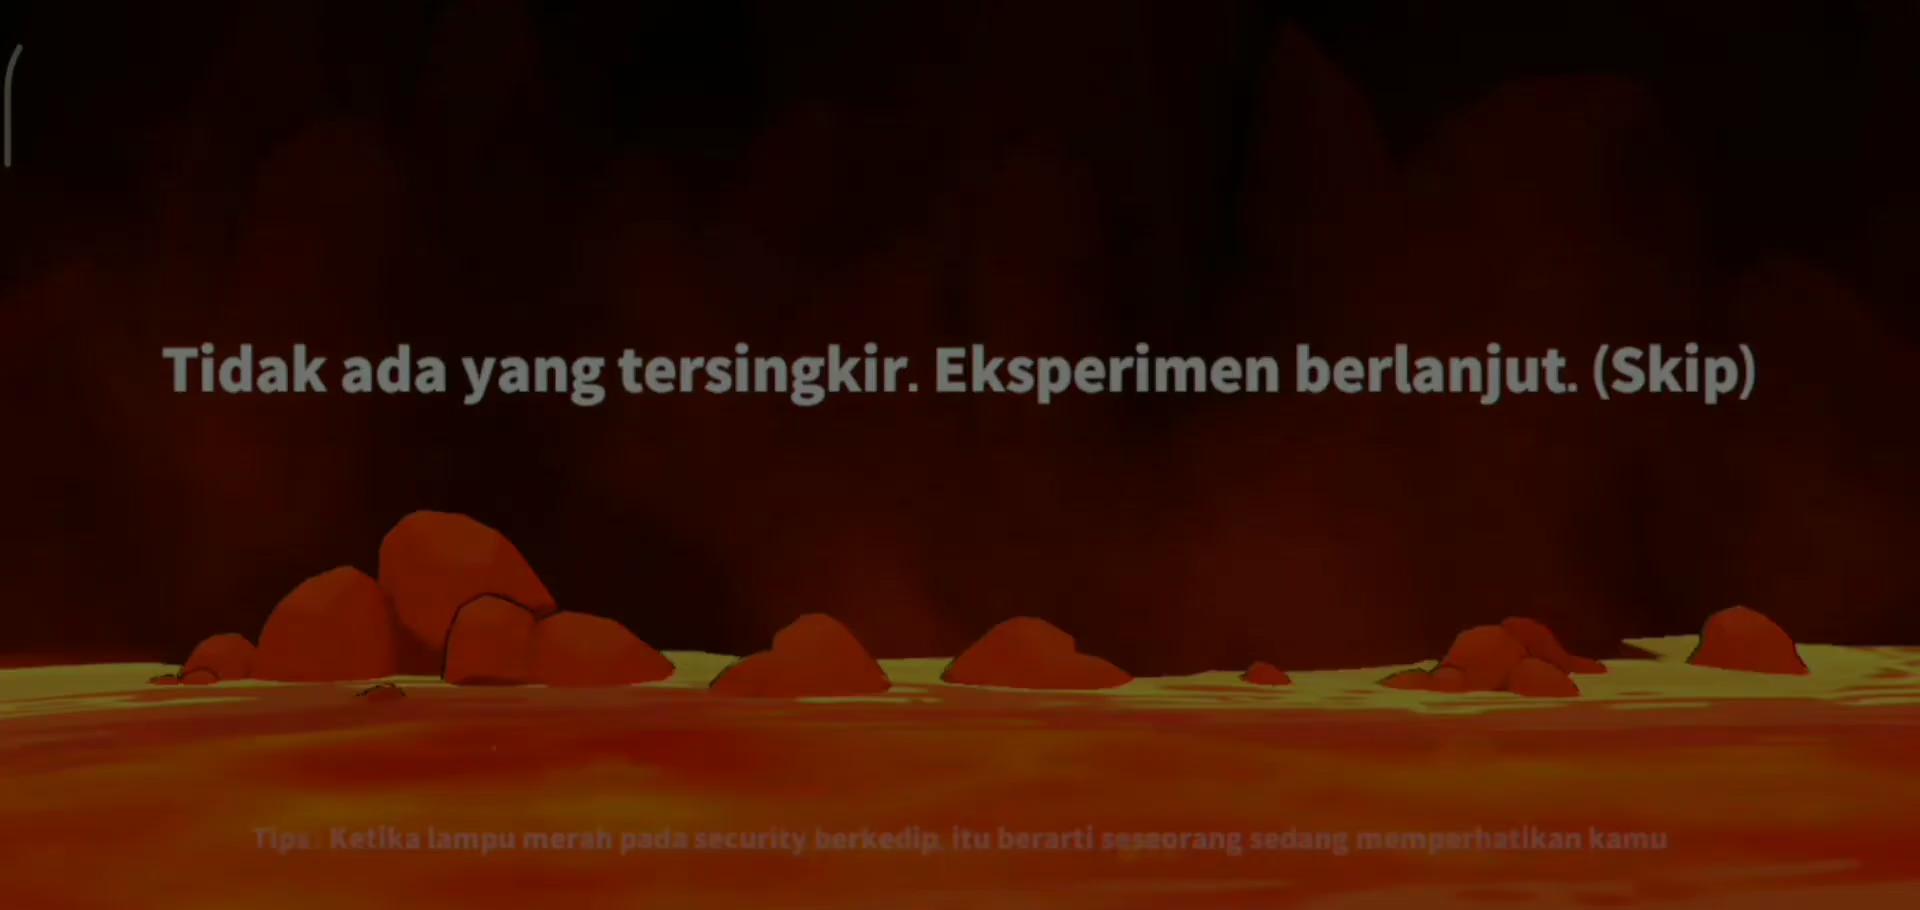 Tidak ada yang tersingkir. Eksperimen berlanjut. (Skip)
Tips : Ketika lampu merah pada security berkedip, itu berarti seseorang sedang memperhatikan kamu